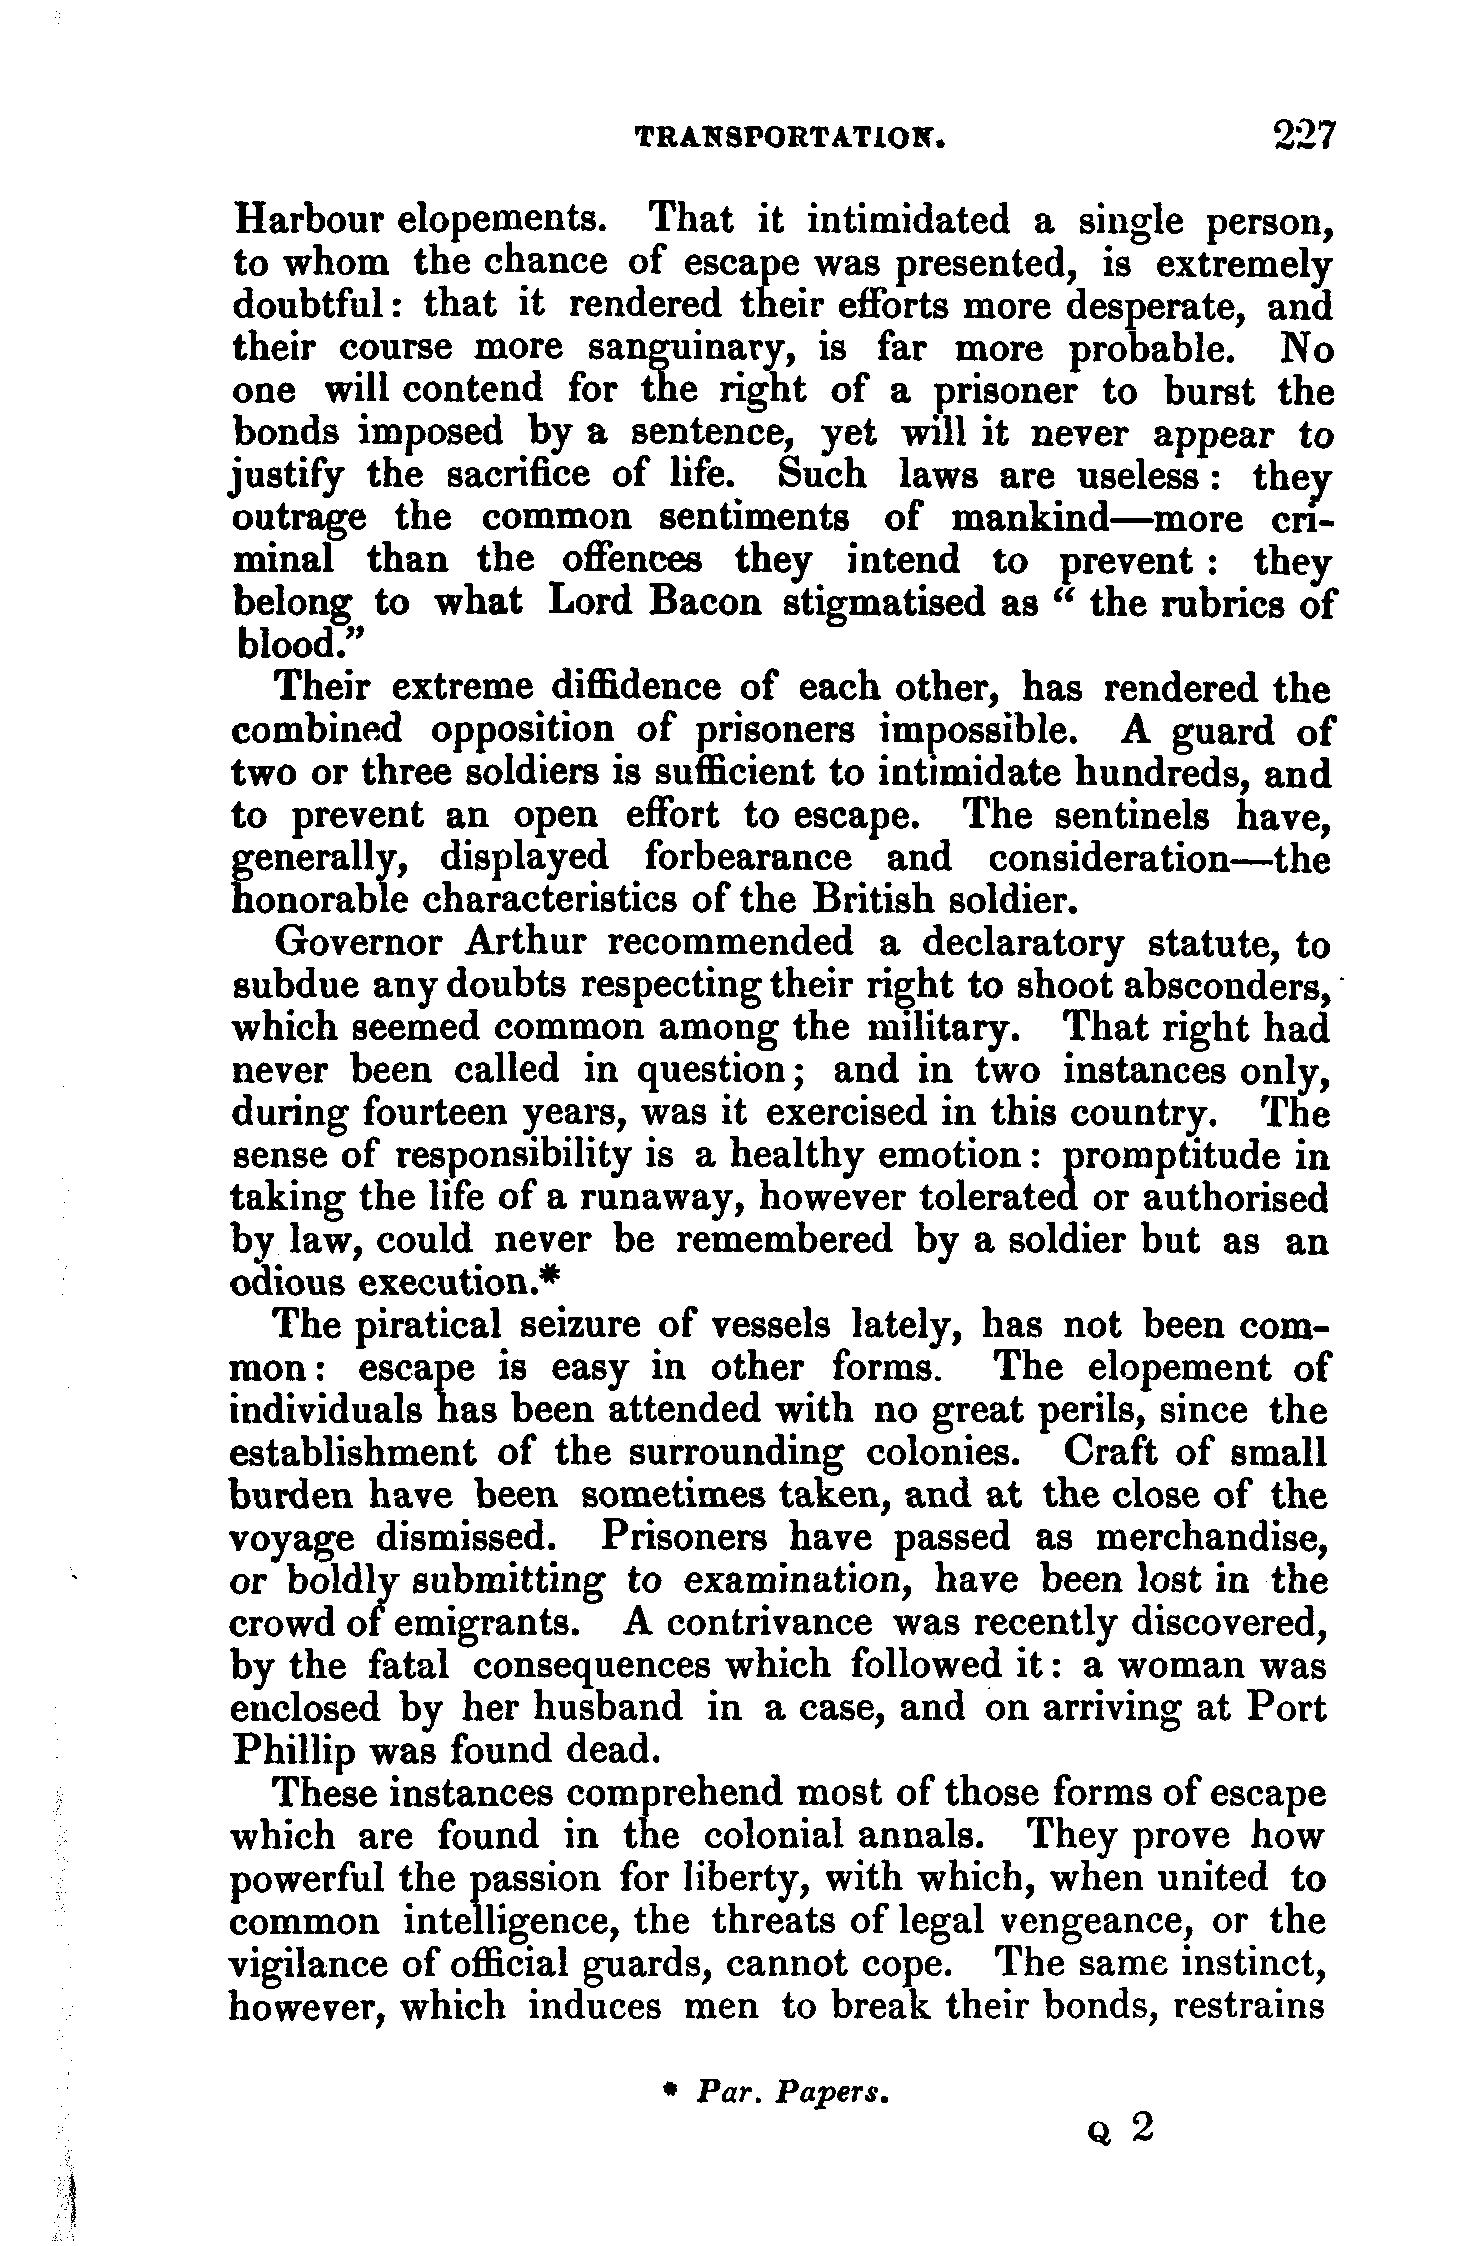 TRANSPORTATION. 227
Harbour elopements. That it intimidated a single person,
to whom the chance of escape was presented, is extremely
doubtful: that it rendered their efforts more desperate, and
their course more sanguinary, is far more probable. No
one will contend for the right of a prisoner to burst the
bonds imposed by a sentence, yet will it never appear to
justify the sacrifice of life. Such laws are useless : they
outrage the common sentiments of mankind—more cri-
minal than the offences they intend to prevent : they
belong to what Lord Bacon stigmatised as “ the rubrics of
blood.”
Their extreme diffidence of each other, has rendered the
combined opposition of prisoners impossible. A guard of
two or three soldiers is sufficient to intimidate hundreds, and
to prevent an open effort to escape. The sentinels have,
generally, displayed forbearance and consideration—the
honorable characteristics of the British soldier.
Governor Arthur recommended a declaratory statute, to
subdue any doubts respecting their right to shoot absconders,
which seemed common among the military. That right had
never been called in question; and in two instances only,
during fourteen years, was it exercised in this country. The
sense of responsibility is a healthy emotion : promptitude in
taking the life of a runaway, however tolerated or authorised
by law, could never be remembered by a soldier but as an
odious execution.*
The piratical seizure of vessels lately, has not been com-
mon: escape is easy in other forms. The elopement of
individuals has been attended with no great perils, since the
establishment of the surrounding colonies. Craft of small
burden have been sometimes taken, and at the close of the
voyage dismissed. Prisoners have passed as merchandise,
or boldly submitting to examination, have been lost in the
crowd of emigrants. A contrivance was recently discovered,
by the fatal consequences which followed it: a woman was
enclosed by her husband in a case, and on arriving at Port
Phillip was found dead.
These instances comprehend most of those forms of escape
which are found in the colonial annals. They prove how
powerful the passion for liberty, with which, when united to
common intelligence, the threats of legal vengeance, or the
vigilance of official guards, cannot cope. The same instinct,
however, which induces men to break their bonds, restrains
* Par. Papers.
Q 2